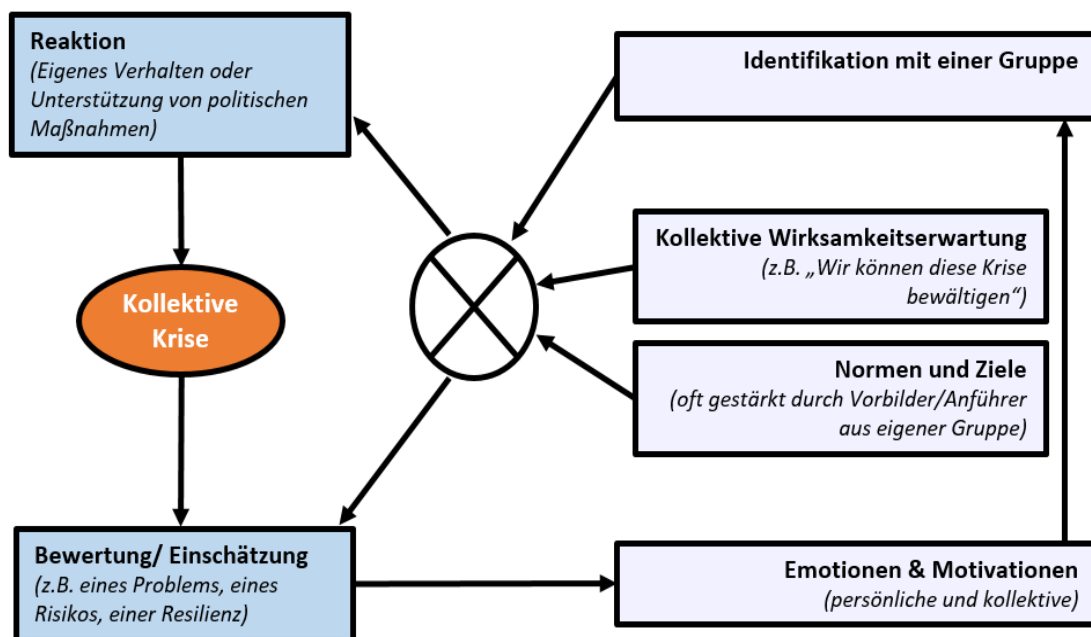 Reaktion
(Eigenes Verhalten oder
Unterstützung von politischen
Maßnahmen)
Identifikation mit einer Gruppe
Kollektive Wirksamkeitserwartung
(z.B. „Wir können diese Krise
bewältigen“)
Kollektive
Krise
Normen und Ziele
(oft gestärkt durch Vorbilder/Anführer
aus eigener Gruppe)
Bewertung/ Einschätzung
(z.B. eines Problems, eines
Risikos, einer Resilienz)
Emotionen & Motivationen
(persönliche und kollektive)